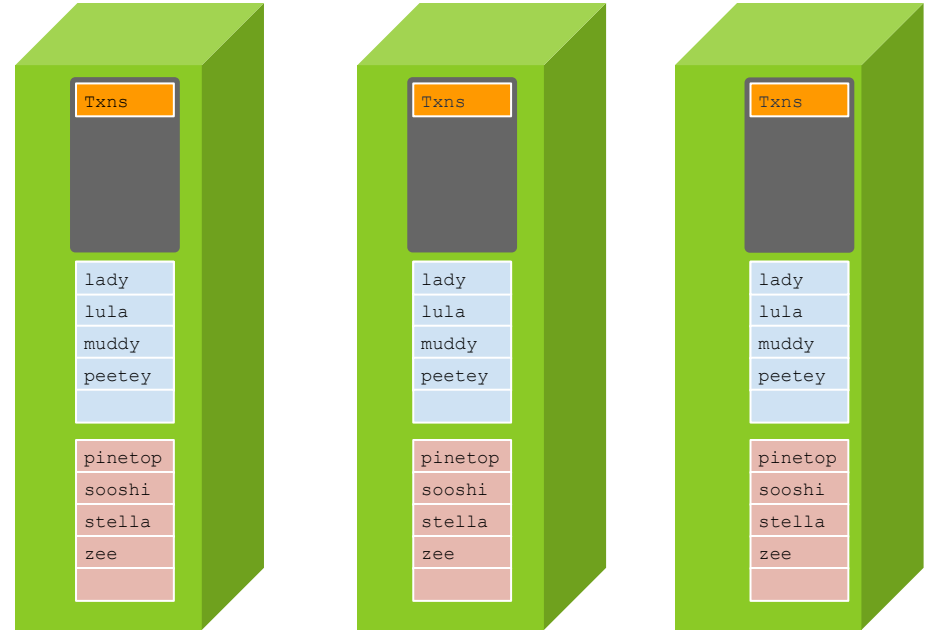 Txns
lady
lula
muddy
peetey
pinetop
sooshi
stella
zee
Txns
lady
lula
muddy
peetey
pinetop
sooshi
stella
zee
Txns
lady
lula
muddy
peetey
pinetop
sooshi
stella
zee